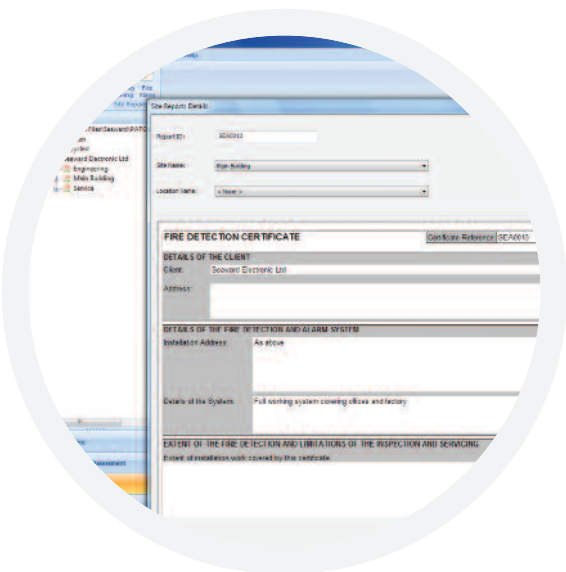 Site Reports Details
Report ID: SEA0013
Seaward Electronic Ltd
Engineering
Main Building
Service
Site Name: Main Building
Location Name: < None >
FIRE DETECTION CERTIFICATE Certificate Reference SEA0013
DETAILS OF THE CLIENT
Client: Seaward Electronic Ltd
Address:
DETAILS OF THE FIRE DETECTION AND ALARM SYSTEM
Installation Address: As above
Details of the System: Full working system covering offices and factory
EXTENT OF THE FIRE DETECTION AND LIMITATIONS OF THE INSPECTION AND SERVICING
Extent of installation work covered by this certificate